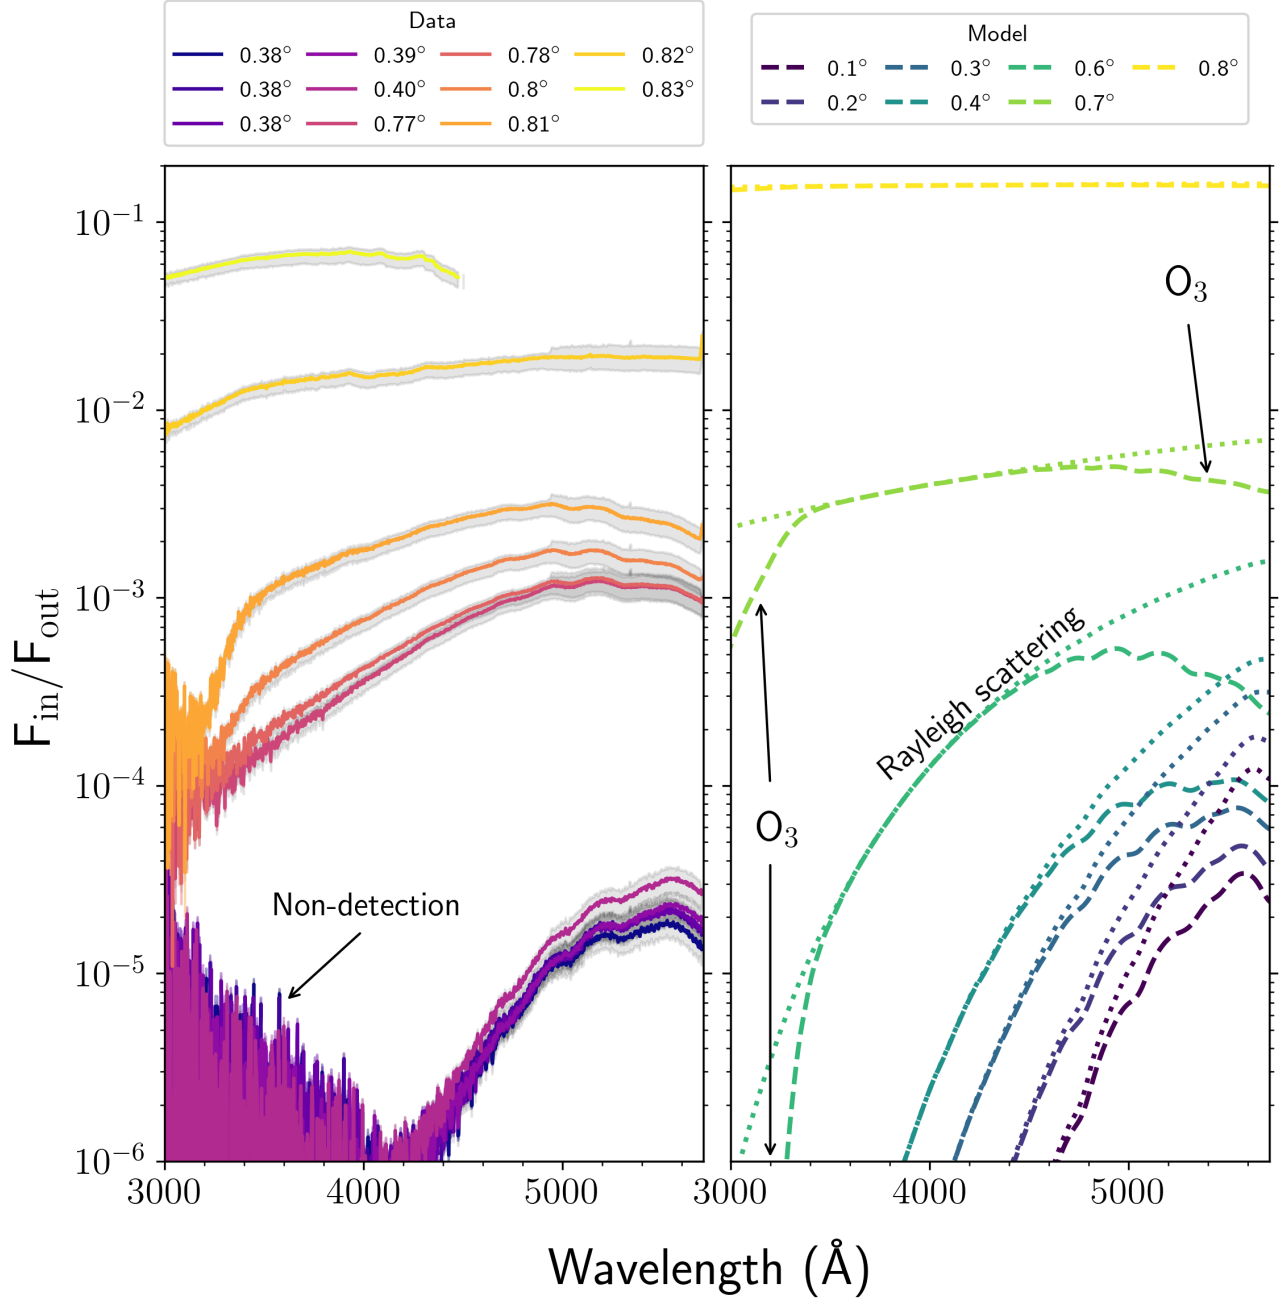 Data
0.38° 0.39° 0.78° 0.82°
0.38° 0.40° 0.8° 0.83°
0.38° 0.77° 0.81°
Model
0.1° 0.3° 0.6° 0.8°
0.2° 0.4° 0.7°
10⁻¹
10⁻²
10⁻³
10⁻⁴
10⁻⁵
10⁻⁶
F_in/F_out
Non-detection
O₃
Rayleigh scattering
O₃
3000 4000 5000
3000 4000 5000
Wavelength (Å)